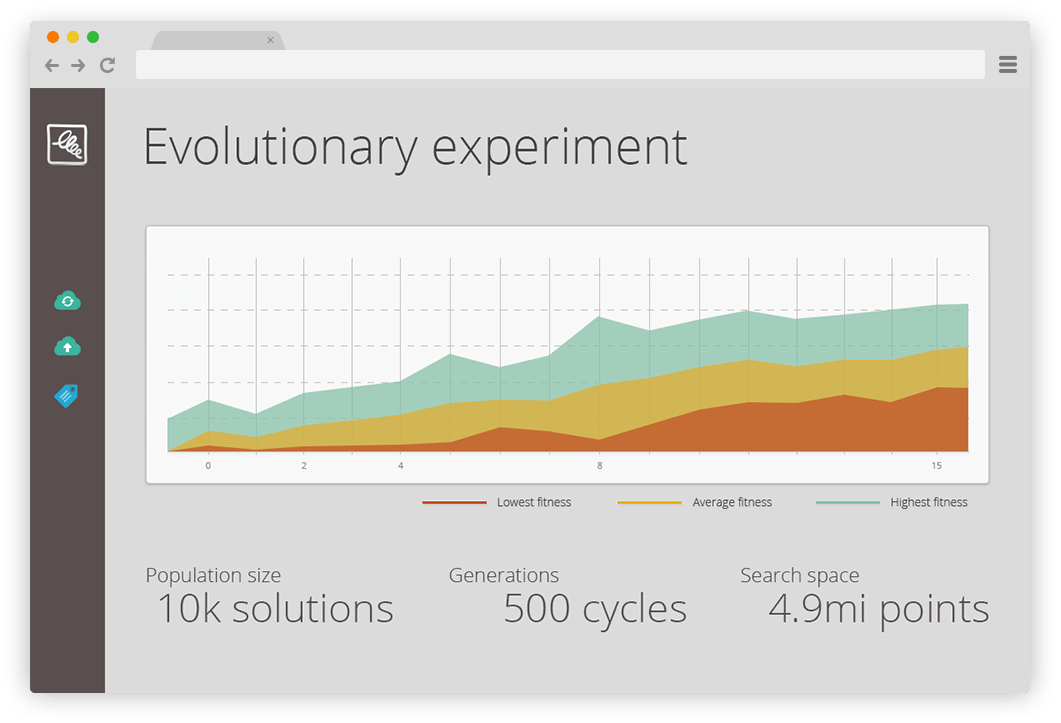 Evolutionary experiment
0 2 4 8 15
Lowest fitness Average fitness Highest fitness
Population size Generations Search space
10k solutions 500 cycles 4.9mi points